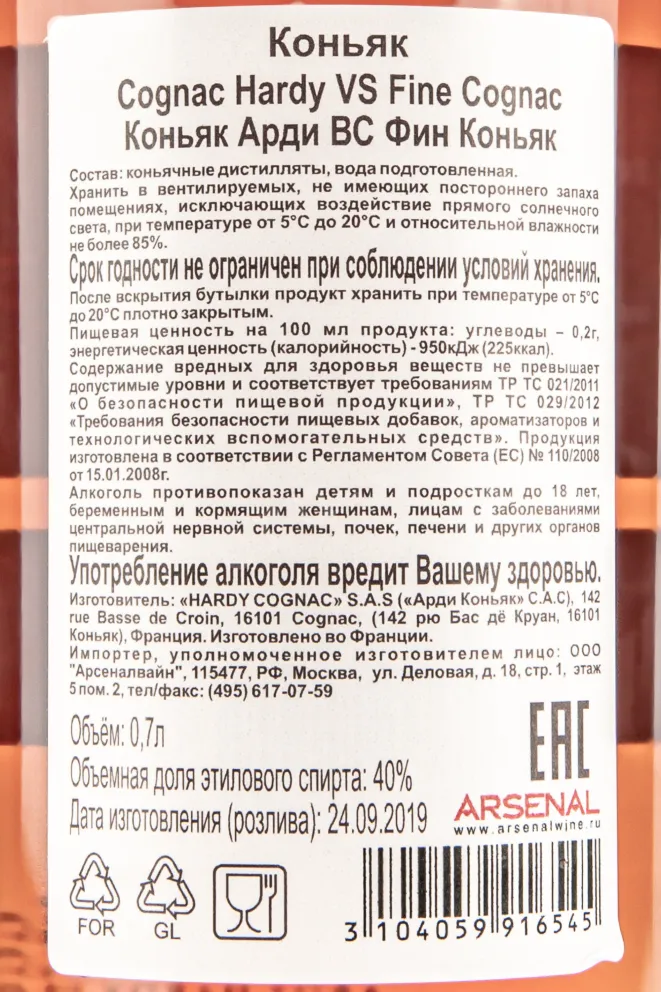 Коньяк
Cognac Hardy VS Fine Cognac
Коньяк Арди ВС Фин Коньяк
Состав: коньячные дистилляты, вода подготовленная.
Хранить в вентилируемых, не имеющих постороннего запаха
помещениях, исключающих воздействие прямого солнечного
света, при температуре от 5°C до 20°C и относительной влажности
не более 85%.
Срок годности не ограничен при соблюдении условий хранения.
После вскрытия бутылки продукт хранить при температуре от 5°C
до 20°C плотно закрытым.
Пищевая ценность на 100 мл продукта: углеводы – 0,2г,
энергетическая ценность (калорийность) - 950кДж (225ккал).
Содержание вредных для здоровья веществ не превышает
допустимые уровни и соответствует требованиям ТР ТС 021/2011
«О безопасности пищевой продукции», ТР ТС 029/2012
«Требования безопасности пищевых добавок, ароматизаторов и
технологических вспомогательных средств». Продукция
изготовлена в соответствии с Регламентом Совета (ЕС) № 110/2008
от 15.01.2008г.
Алкоголь противопоказан детям и подросткам до 18 лет,
беременным и кормящим женщинам, лицам с заболеваниями
центральной нервной системы, почек, печени и других органов
пищеварения.
Употребление алкоголя вредит Вашему здоровью.
Изготовитель: «HARDY COGNAC» S.A.S («Арди Коньяк» С.А.С), 142
rue Basse de Croin, 16101 Cognac, (142 рю Бас дё Круан, 16101
Коньяк), Франция. Изготовлено во Франции.
Импортер, уполномоченное изготовителем лицо: ООО
"Арсеналвайн", 115477, РФ, Москва, ул. Деловая, д. 18, стр. 1, этаж
5 пом. 2, тел/факс: (495) 617-07-59
Объём: 0,7л
Объемная доля этилового спирта: 40%
Дата изготовления (розлива): 24.09.2019
EAC
ARSENAL
www.arsenalwine.ru
FOR
GL
3 104059 916545